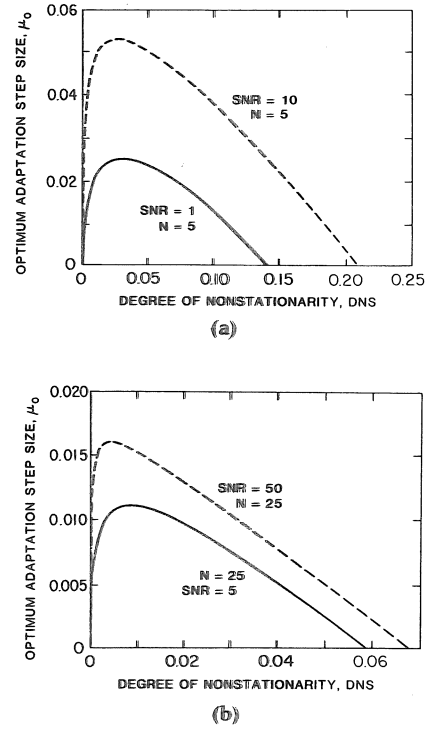 0.06
0.04
0.02
0
OPTIMUM ADAPTATION STEP SIZE, μ₀
SNR = 10
N = 5
SNR = 1
N = 5
0 0.05 0.10 0.15 0.20 0.25
DEGREE OF NONSTATIONARITY, DNS
(a)
0.020
0.015
0.010
0.005
0
OPTIMUM ADAPTATION STEP SIZE, μ₀
SNR = 50
N = 25
N = 25
SNR = 5
0 0.02 0.04 0.06
DEGREE OF NONSTATIONARITY, DNS
(b)